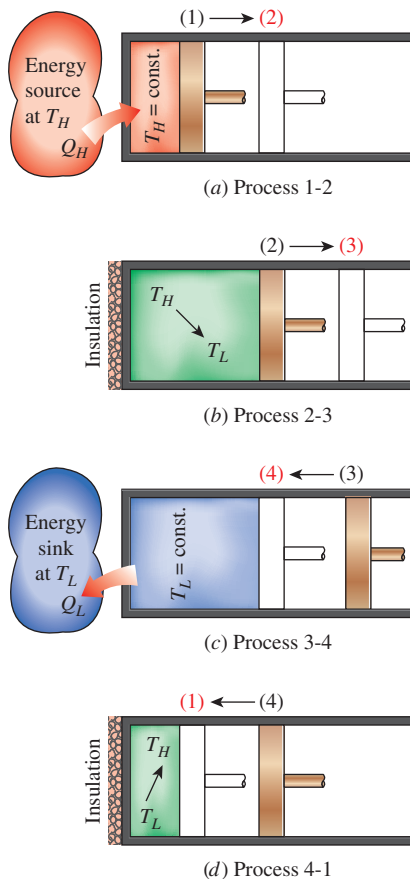 (1) → (2)
Energy
source
at T_H
Q_H
T_H = const.
(a) Process 1-2
(2) → (3)
Insulation
T_H
T_L
(b) Process 2-3
(4) ← (3)
Energy
sink
at T_L
Q_L
T_L = const.
(c) Process 3-4
(1) ← (4)
Insulation
T_H
T_L
(d) Process 4-1